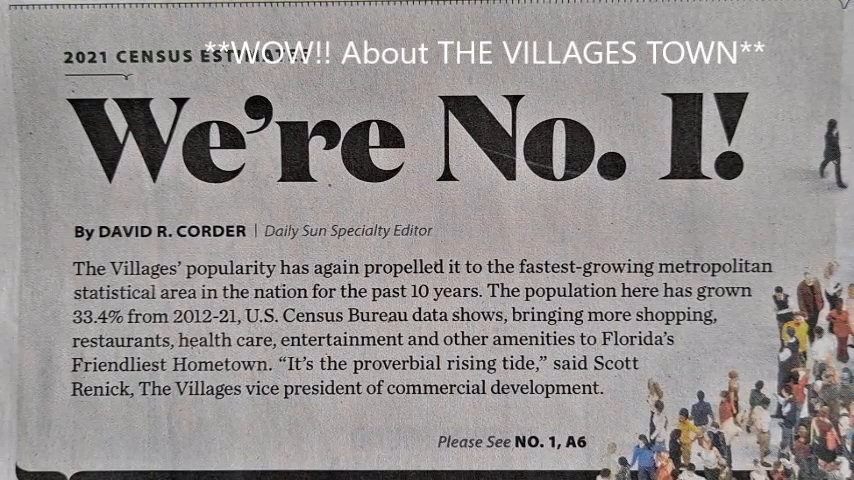 2021 CENSUS ESTIMATES
**WOW!! About THE VILLAGES TOWN**
We're No. 1!
By DAVID R. CORDER | Daily Sun Specialty Editor
The Villages' popularity has again propelled it to the fastest-growing metropolitan
statistical area in the nation for the past 10 years. The population here has grown
33.4% from 2012-21, U.S. Census Bureau data shows, bringing more shopping,
restaurants, health care, entertainment and other amenities to Florida's
Friendliest Hometown. “It's the proverbial rising tide,” said Scott
Renick, The Villages vice president of commercial development.
Please See NO. 1, A6